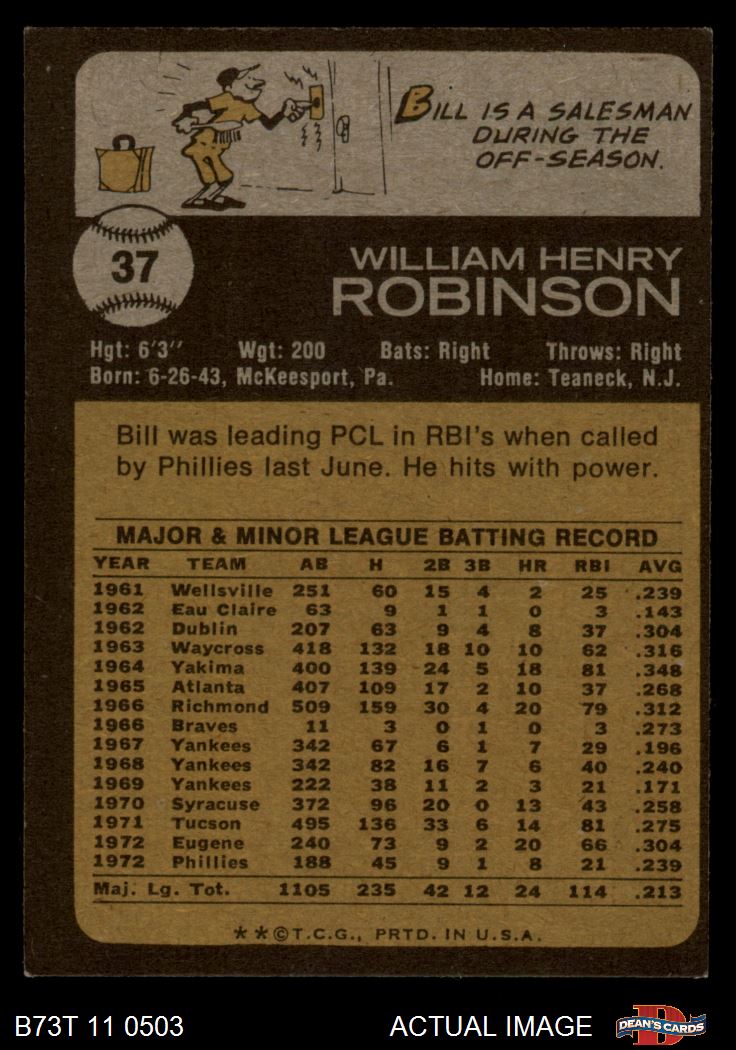 BILL IS A SALESMAN
DURING THE
OFF-SEASON.
37
WILLIAM HENRY
ROBINSON
Hgt: 6'3" Wgt: 200 Bats: Right Throws: Right
Born: 6-26-43, McKeesport, Pa. Home: Teaneck, N.J.
Bill was leading PCL in RBI's when called
by Phillies last June. He hits with power.
MAJOR & MINOR LEAGUE BATTING RECORD
YEAR TEAM AB H 2B 3B HR RBI AVG
1961 Wellsville 251 60 15 4 2 25 .239
1962 Eau Claire 63 9 1 1 0 3 .143
1962 Dublin 207 63 9 4 8 37 .304
1963 Waycross 418 132 18 10 10 62 .316
1964 Yakima 400 139 24 5 18 81 .348
1965 Atlanta 407 109 17 2 10 37 .268
1966 Richmond 509 159 30 4 20 79 .312
1966 Braves 11 3 0 1 0 3 .273
1967 Yankees 342 67 6 1 7 29 .196
1968 Yankees 342 82 16 7 6 40 .240
1969 Yankees 222 38 11 2 3 21 .171
1970 Syracuse 372 96 20 0 13 43 .258
1971 Tucson 495 136 33 6 14 81 .275
1972 Eugene 240 73 9 2 20 66 .304
1972 Phillies 188 45 9 1 8 21 .239
Maj. Lg. Tot. 1105 235 42 12 24 114 .213
**©T.C.G., PRTD. IN U.S.A.
B73T 11 0503 ACTUAL IMAGE D DEAN'S CARDS